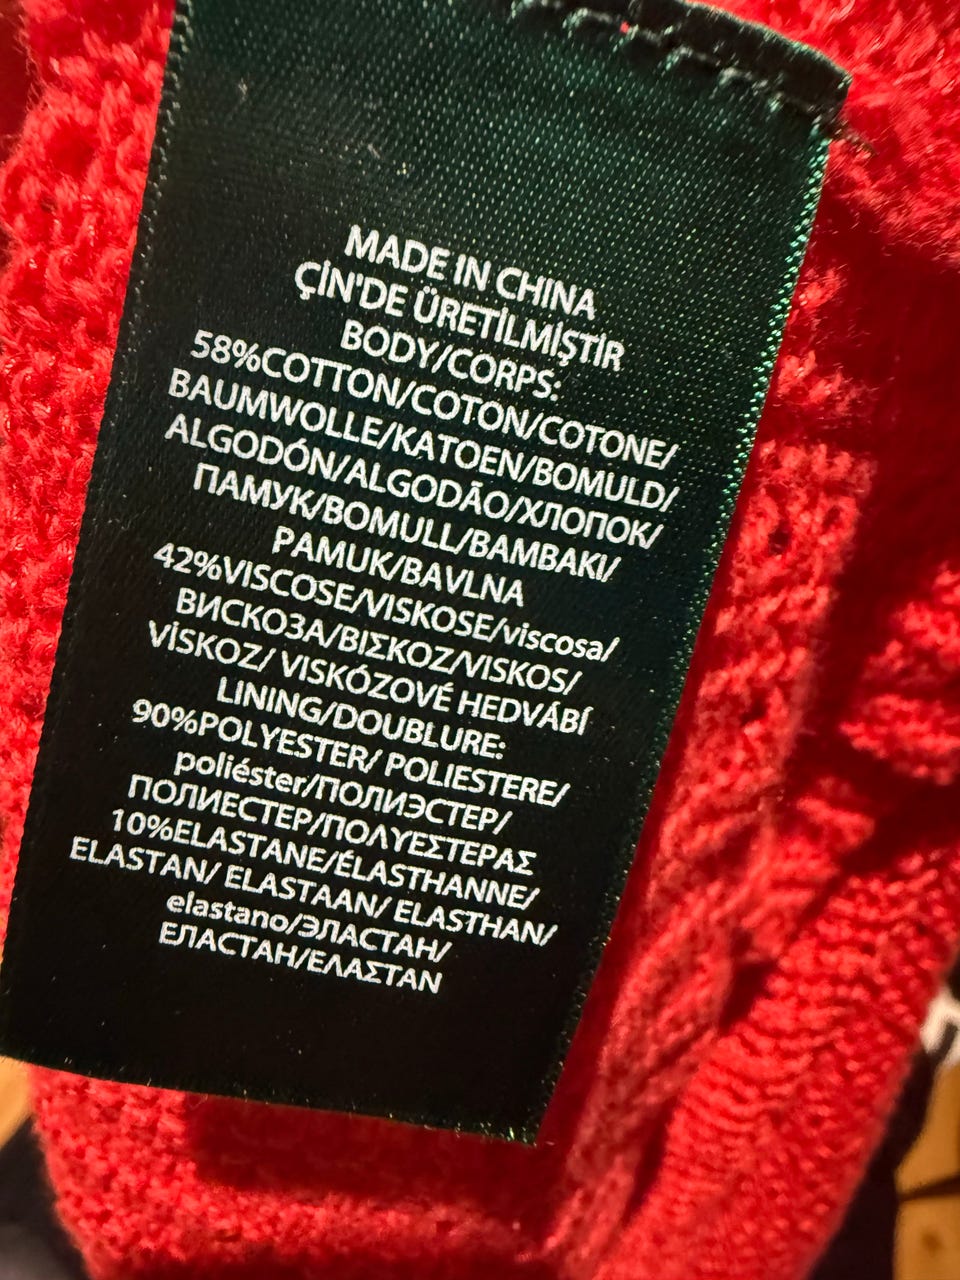 MADE IN CHINA
ÇİN'DE ÜRETİLMİŞTİR
BODY/CORPS:
58%COTTON/COTON/COTONE/
BAUMWOLLE/KATOEN/BOMULD/
ALGODÓN/ALGODÃO/ХЛОПОК/
ПАМУК/BOMULL/BAMBAKI/
PAMUK/BAVLNA
42%VISCOSE/VISKOSE/viscosa/
ВИСКОЗА/ΒΙΣΚΟΖ/VISKOS/
VİSKOZ/ VISKÓZOVÉ HEDVÁBÍ
LINING/DOUBLURE:
90%POLYESTER/ POLIESTERE/
poliéster/ПОЛИЭСТЕР/
ПОЛИЕСТЕР/ΠΟΛΥΕΣΤΕΡΑΣ
10%ELASTANE/ÉLASTHANNE/
ELASTAN/ ELASTAAN/ ELASTHAN/
elastano/ЭЛАСТАН/
ЕЛАСТАН/ΕΛΑΣΤΑΝ